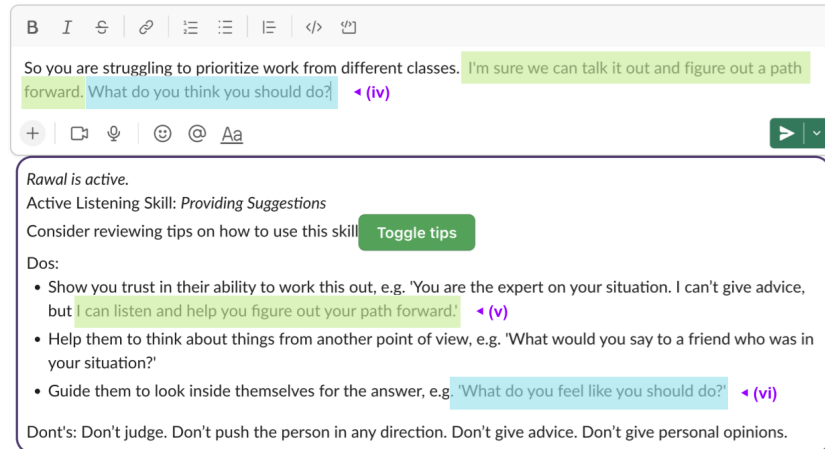 So you are struggling to prioritize work from different classes. I'm sure we can talk it out and figure out a path
forward. What do you think you should do? ◂ (iv)
Aa
Rawal is active.
Active Listening Skill: Providing Suggestions
Consider reviewing tips on how to use this skill Toggle tips
Dos:
• Show you trust in their ability to work this out, e.g. 'You are the expert on your situation. I can't give advice,
but I can listen and help you figure out your path forward.' ◂ (v)
• Help them to think about things from another point of view, e.g. 'What would you say to a friend who was in
your situation?'
• Guide them to look inside themselves for the answer, e.g. 'What do you feel like you should do?' ◂ (vi)
Dont's: Don't judge. Don't push the person in any direction. Don't give advice. Don't give personal opinions.